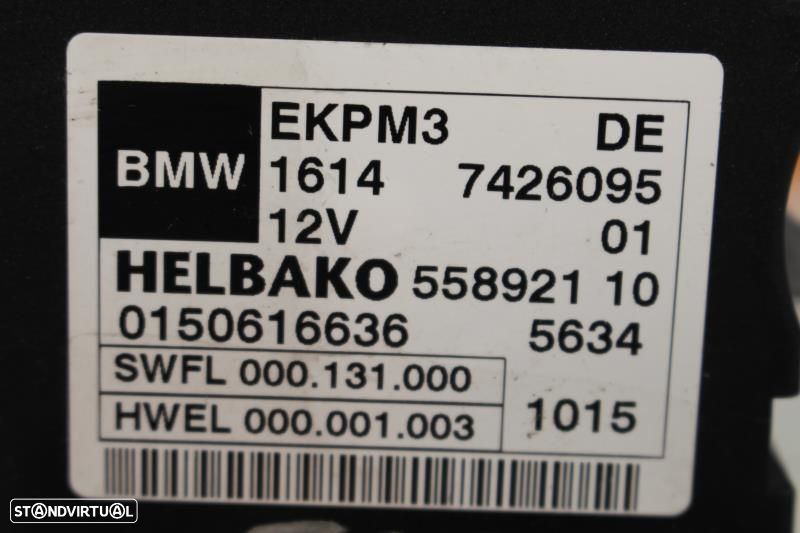 EKPM3 DE
BMW 1614 7426095
12V 01
HELBAKO 558921 10
0150616636 5634
SWFL 000.131.000
HWEL 000.001.003 1015
STANDVIRTUAL